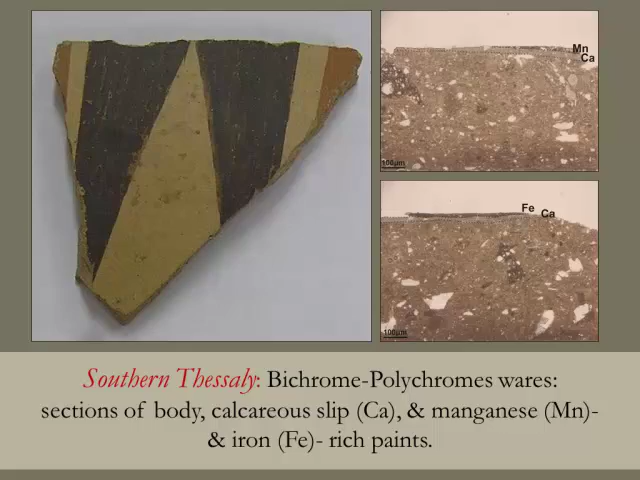 Mn
Ca
100µm
Fe
Ca
100µm
Southern Thessaly: Bichrome-Polychromes wares:
sections of body, calcareous slip (Ca), & manganese (Mn)-
& iron (Fe)- rich paints.